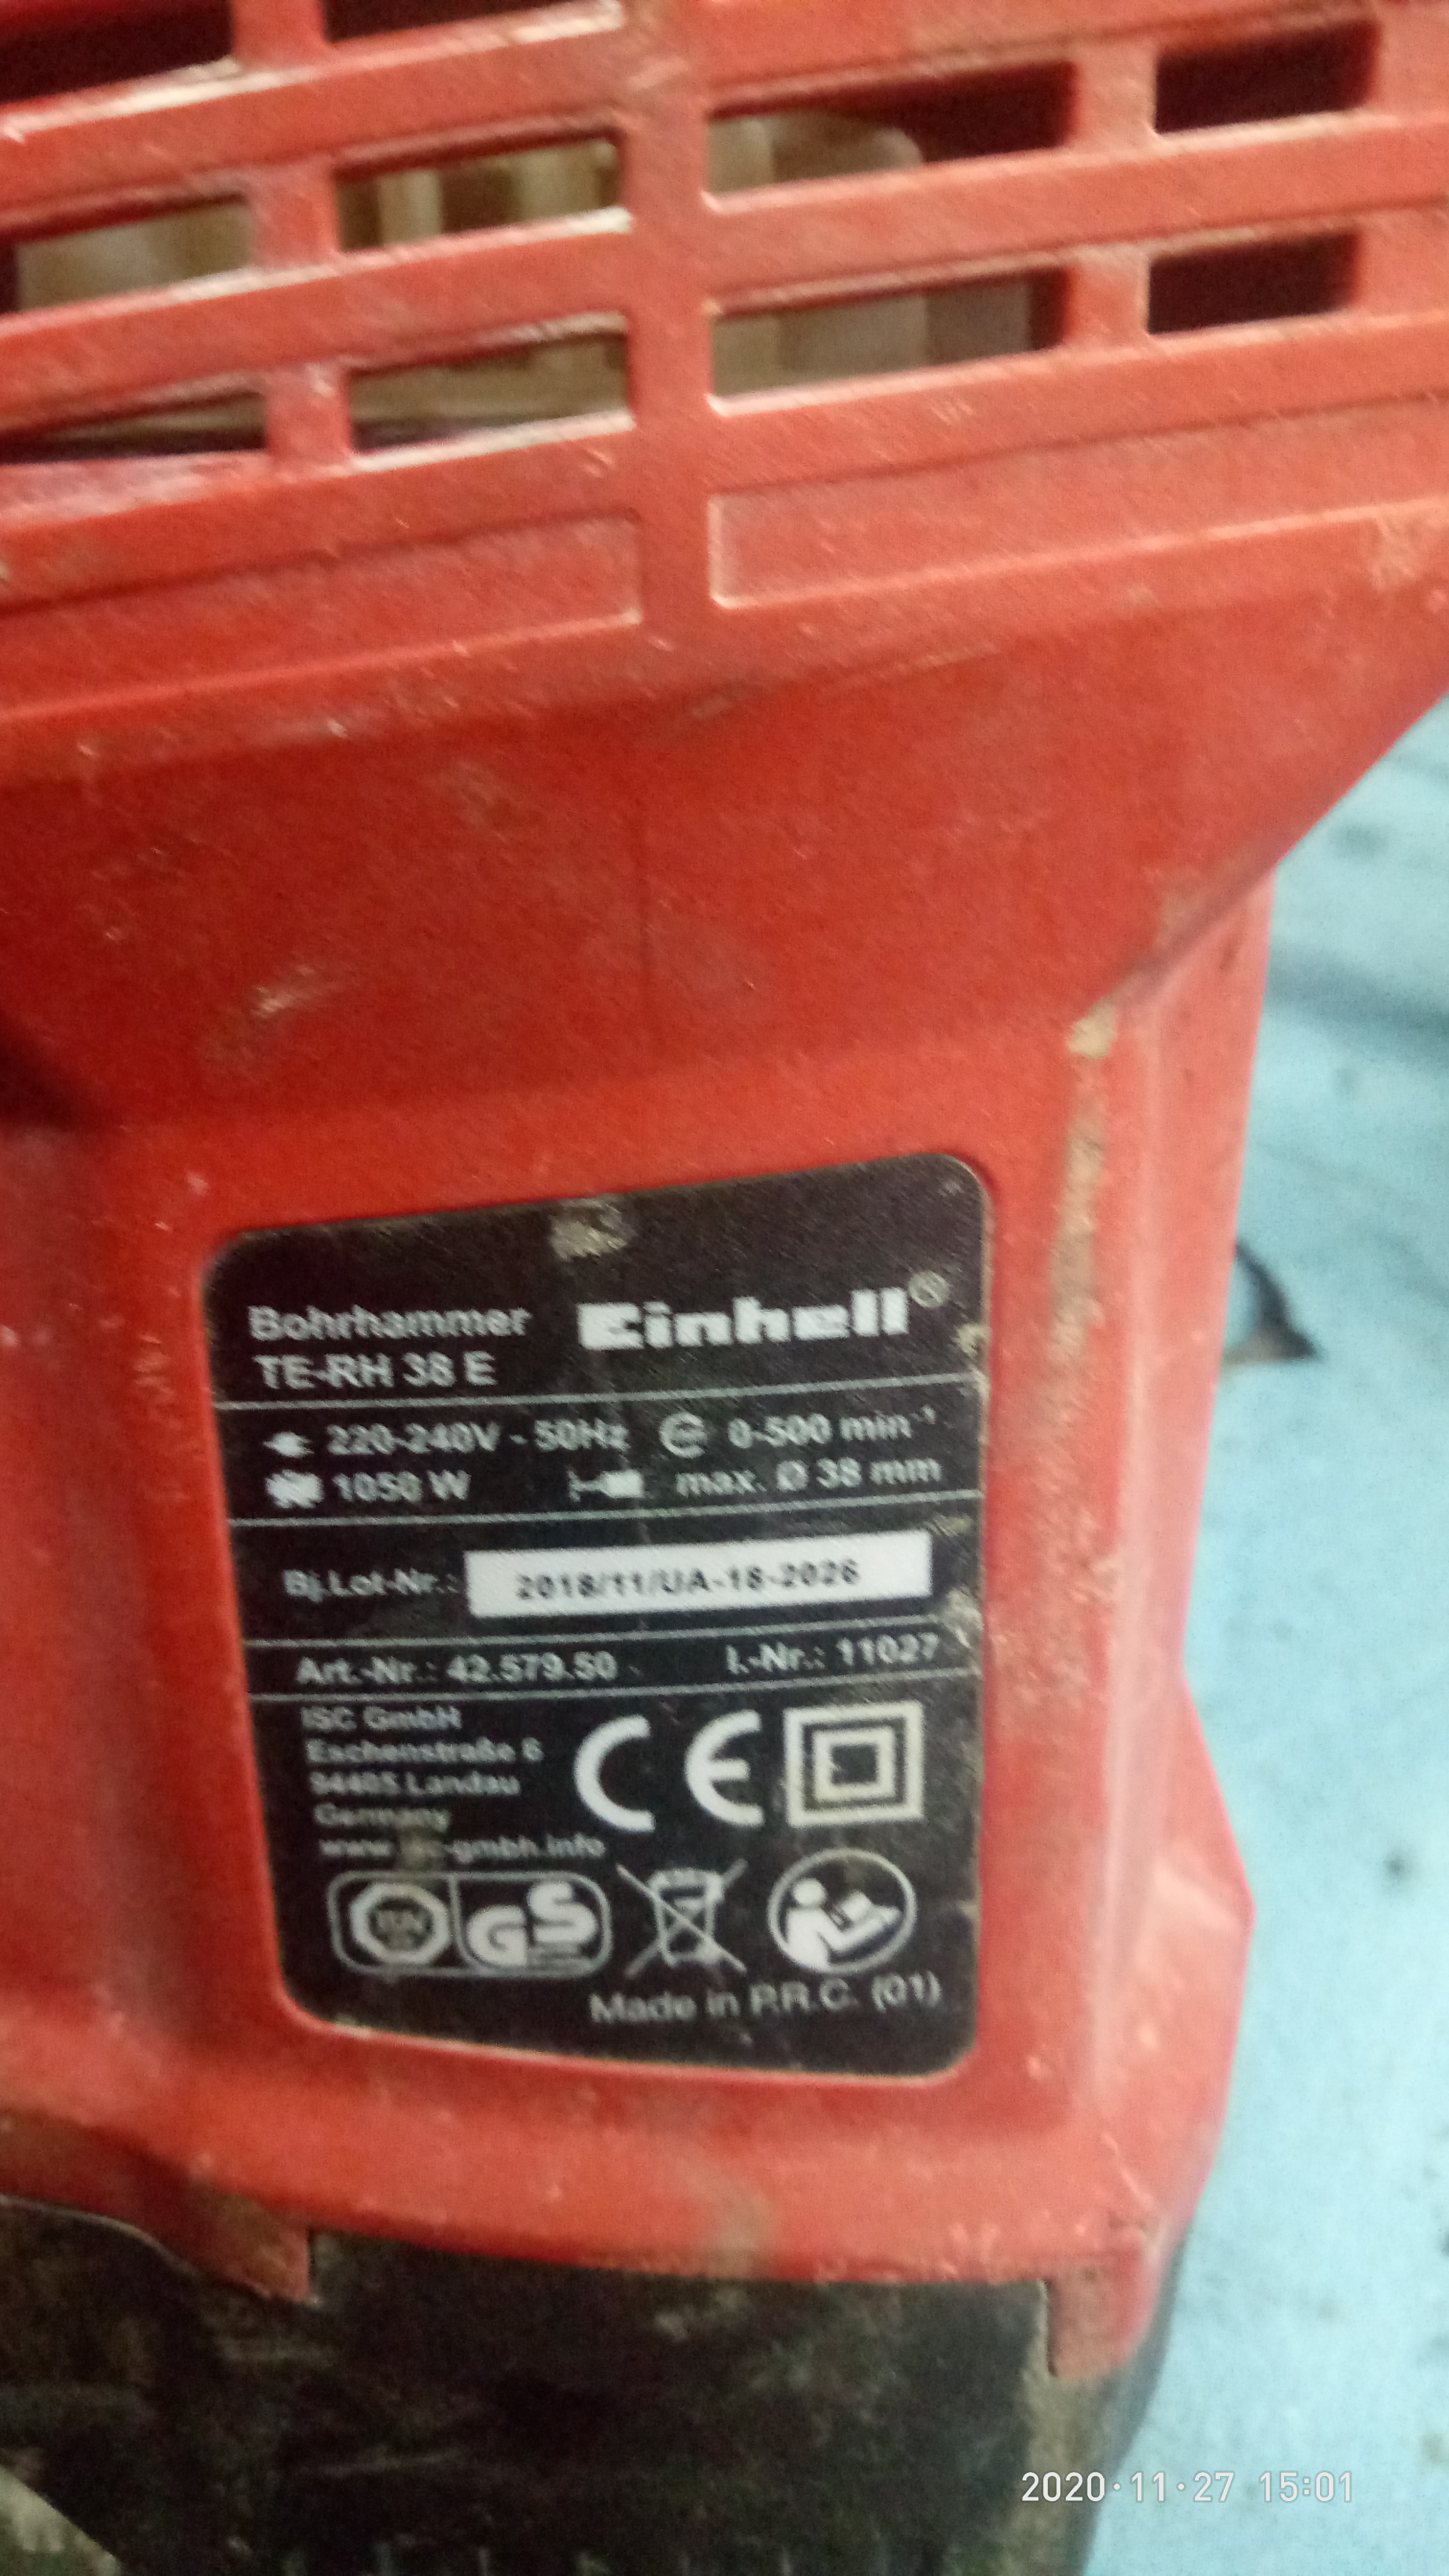 Bohrhammer Einhell®
TE-RH 38 E
220-240V - 50Hz 0-500 min⁻¹
1050 W max. Ø 38 mm
Bj.Lot-Nr.: 2018/11/UA-18-2026
Art.-Nr.: 42.579.50 I.-Nr.: 11027
ISC GmbH
Eschenstraße 6
94405 Landau
Germany
CE
GS
Made in P.R.C. (01)
2020·11·27 15:01